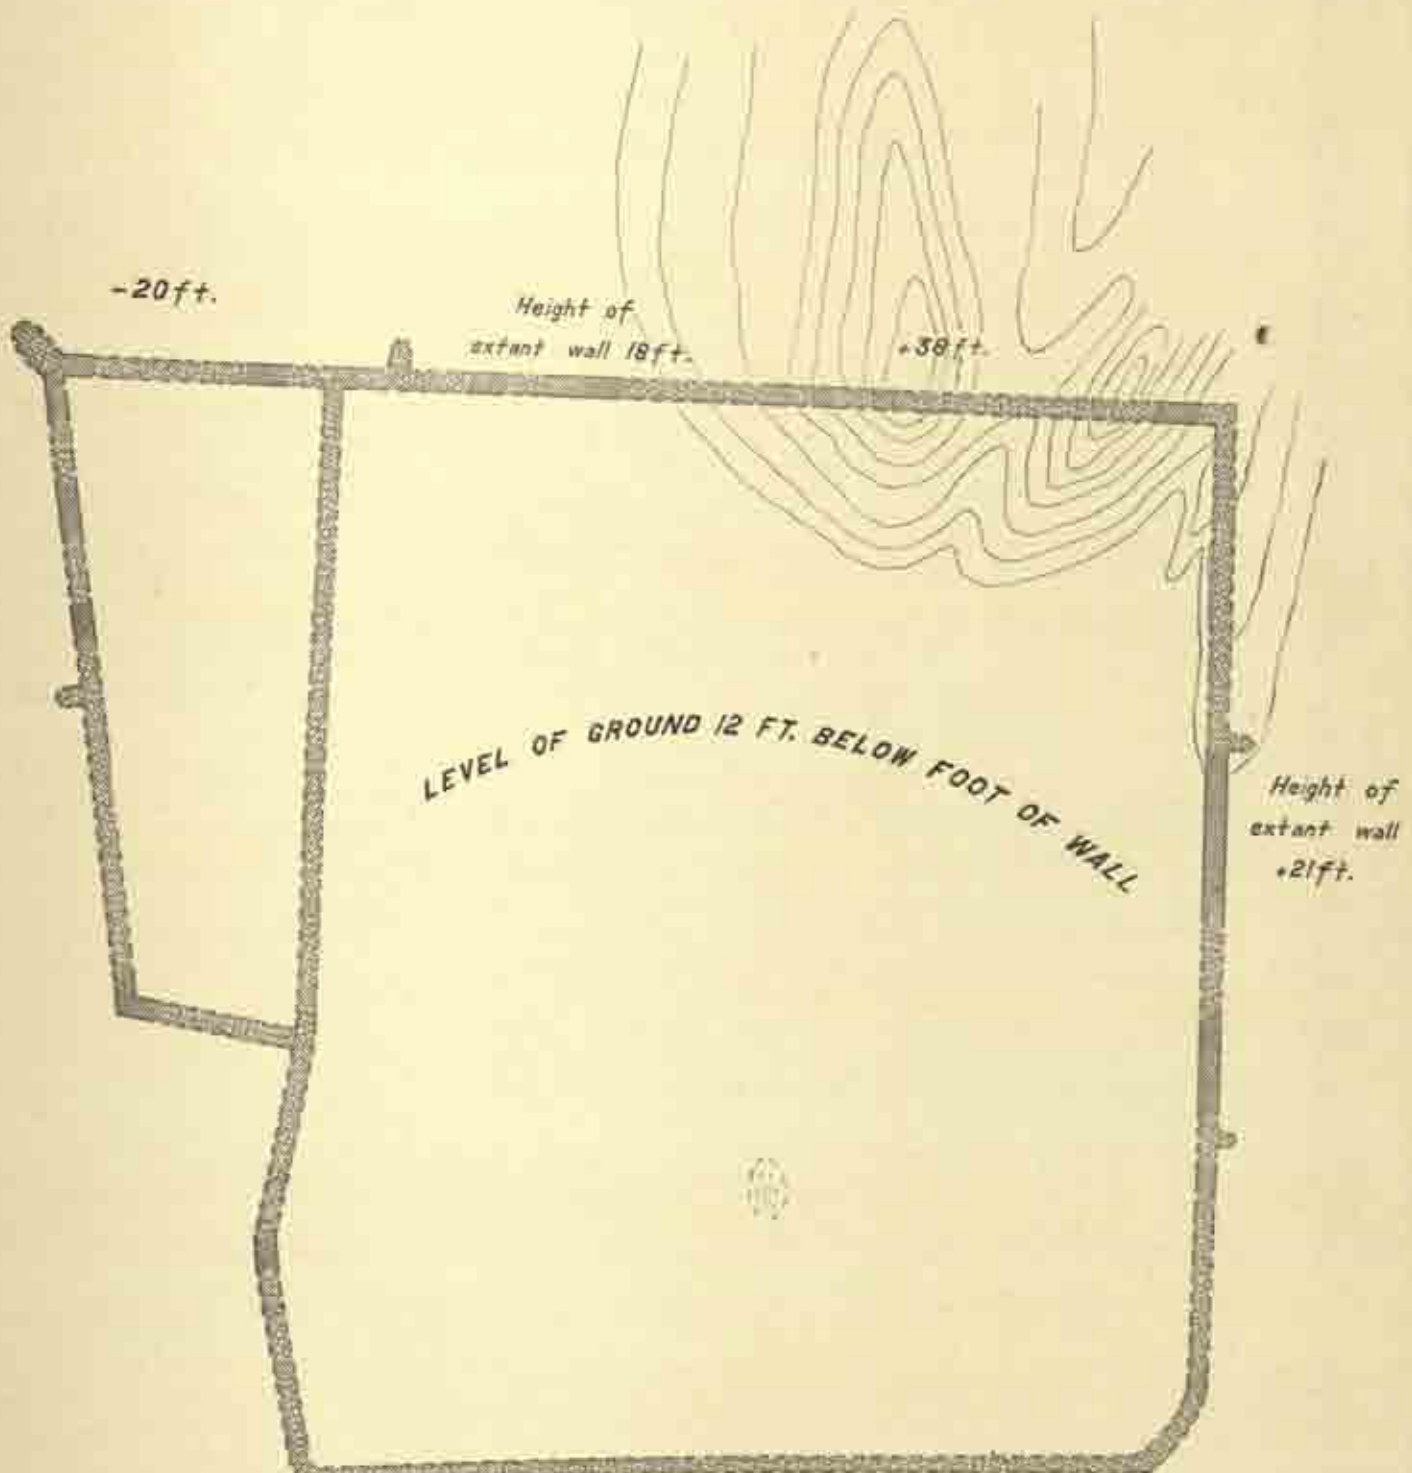 -20ft.
Height of
extant wall 18ft.
+38ft.
LEVEL OF GROUND 12 FT. BELOW FOOT OF WALL
Height of
extant wall
+21ft.